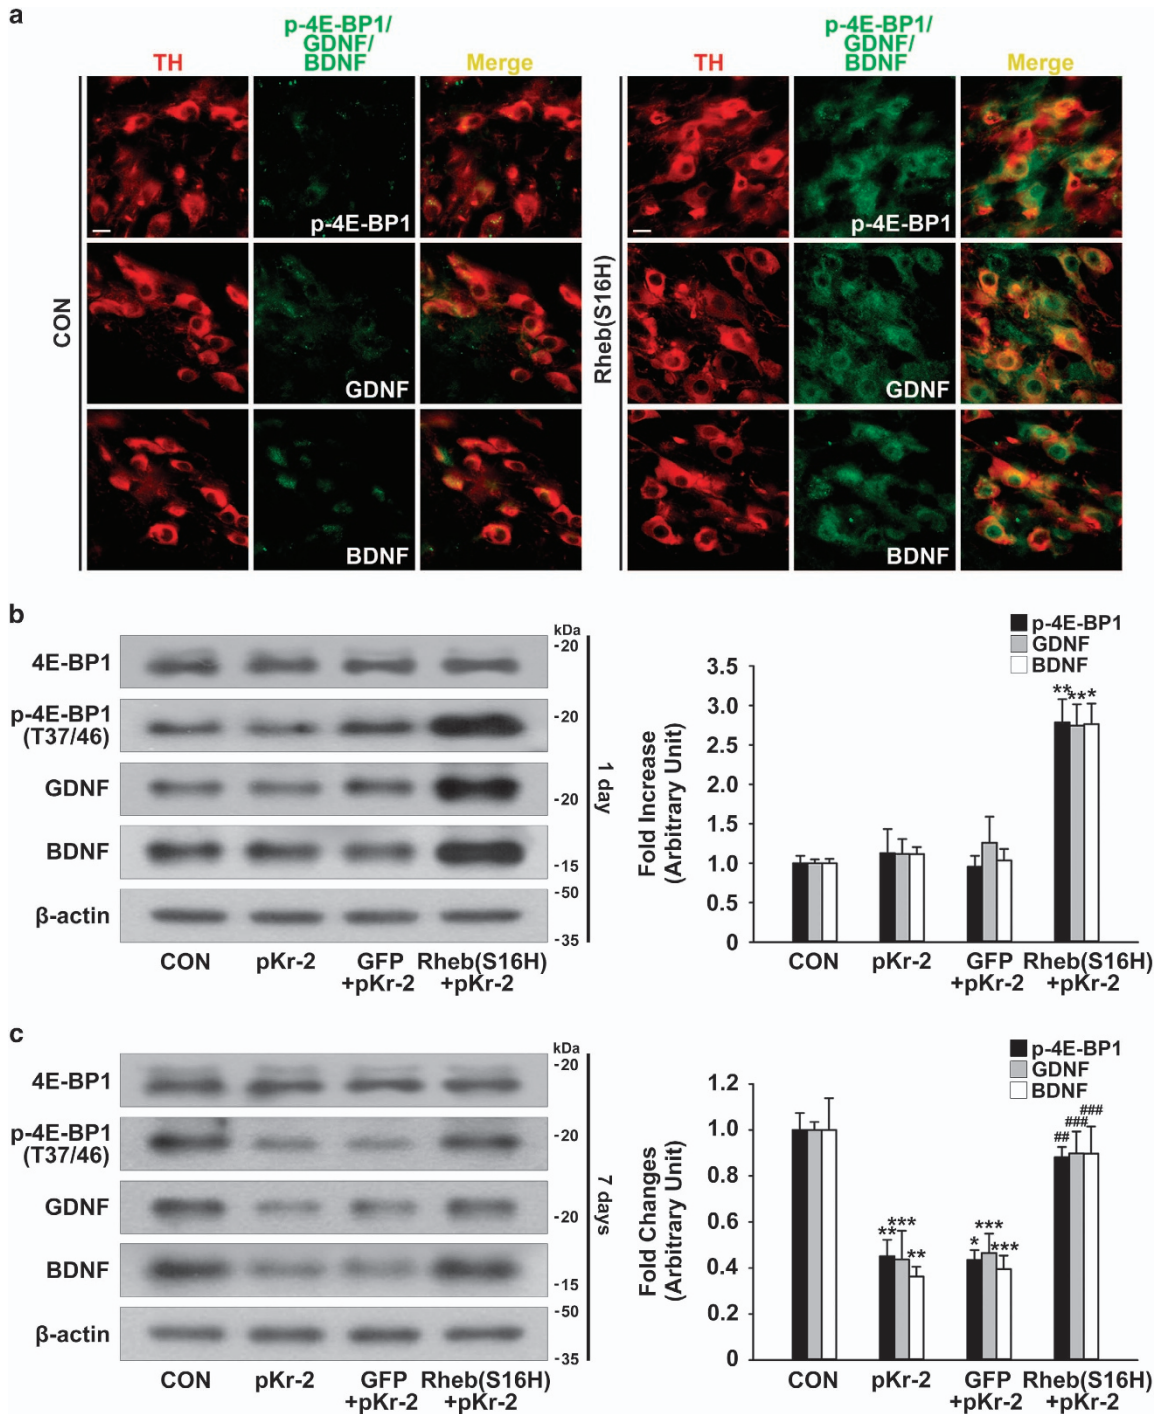 a
TH
p-4E-BP1/
GDNF/
BDNF
Merge
TH
p-4E-BP1/
GDNF/
BDNF
Merge
CON
p-4E-BP1
GDNF
BDNF
Rheb(S16H)
p-4E-BP1
GDNF
BDNF
b
kDa
4E-BP1
-20
p-4E-BP1
(T37/46)
-20
GDNF
-20
BDNF
-15
β-actin
-50
-35
1 day
CON
pKr-2
GFP
+pKr-2
Rheb(S16H)
+pKr-2
p-4E-BP1
GDNF
BDNF
Fold Increase
(Arbitrary Unit)
3.5
3.0
2.5
2.0
1.5
1.0
0.5
0
** ** *
CON
pKr-2
GFP
+pKr-2
Rheb(S16H)
+pKr-2
c
kDa
4E-BP1
-20
p-4E-BP1
(T37/46)
-20
GDNF
-20
BDNF
-15
β-actin
-50
-35
7 days
CON
pKr-2
GFP
+pKr-2
Rheb(S16H)
+pKr-2
p-4E-BP1
GDNF
BDNF
Fold Changes
(Arbitrary Unit)
1.2
1.0
0.8
0.6
0.4
0.2
0
** *** **
* *** ***
## ### ###
CON
pKr-2
GFP
+pKr-2
Rheb(S16H)
+pKr-2